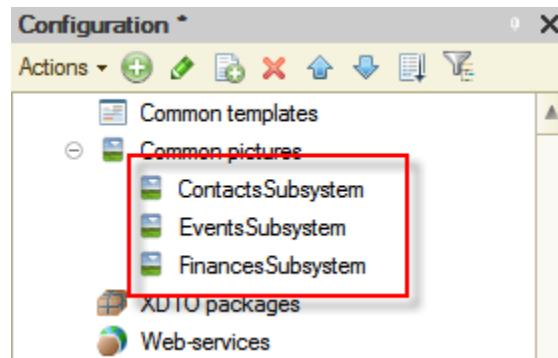 Configuration *
Actions
Common templates
Common pictures
ContactsSubsystem
EventsSubsystem
FinancesSubsystem
XDTO packages
Web-services